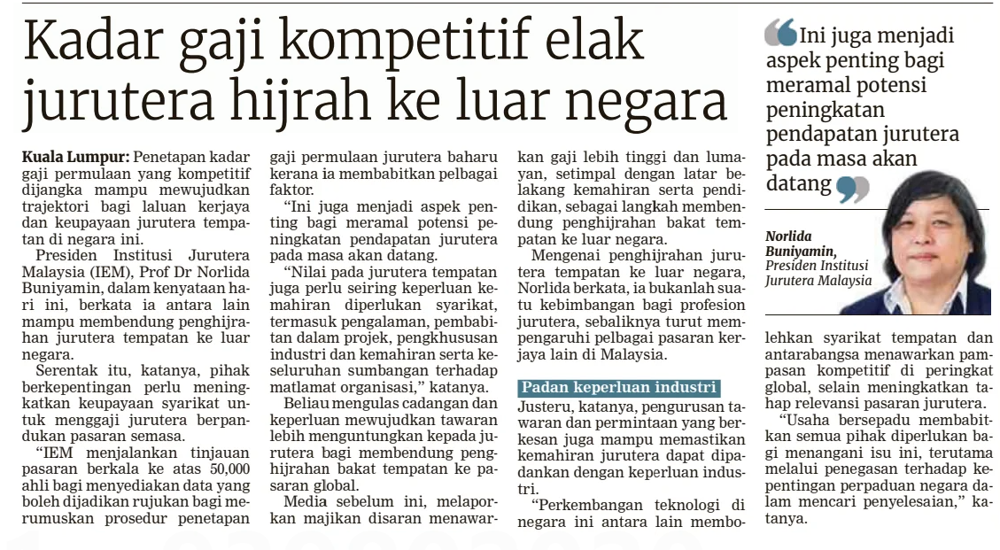 Kadar gaji kompetitif elak
jurutera hijrah ke luar negara
Kuala Lumpur: Penetapan kadar
gaji permulaan yang kompetitif
dijangka mampu mewujudkan
trajektori bagi laluan kerjaya
dan keupayaan jurutera tempa-
tan di negara ini.
Presiden Institusi Jurutera
Malaysia (IEM), Prof Dr Norlida
Buniyamin, dalam kenyataan ha-
ri ini, berkata ia antara lain
mampu membendung penghijra-
han jurutera tempatan ke luar
negara.
Serentak itu, katanya, pihak
berkepentingan perlu mening-
katkan keupayaan syarikat un-
tuk menggaji jurutera berpan-
dukan pasaran semasa.
“IEM menjalankan tinjauan
pasaran berkala ke atas 50,000
ahli bagi menyediakan data yang
boleh dijadikan rujukan bagi me-
rumuskan prosedur penetapan
gaji permulaan jurutera baharu
kerana ia membabitkan pelbagai
faktor.
“Ini juga menjadi aspek pen-
ting bagi meramal potensi pe-
ningkatan pendapatan jurutera
pada masa akan datang.
“Nilai pada jurutera tempatan
juga perlu seiring keperluan ke-
mahiran diperlukan syarikat,
termasuk pengalaman, pembabi-
tan dalam projek, pengkhususan
industri dan kemahiran serta ke-
seluruhan sumbangan terhadap
matlamat organisasi,” katanya.
Beliau mengulas cadangan dan
keperluan mewujudkan tawaran
lebih menguntungkan kepada ju-
rutera bagi membendung peng-
hijrahan bakat tempatan ke pa-
saran global.
Media sebelum ini, melapor-
kan majikan disaran menawar-
kan gaji lebih tinggi dan luma-
yan, setimpal dengan latar be-
lakang kemahiran serta pendi-
dikan, sebagai langkah memben-
dung penghijrahan bakat tem-
patan ke luar negara.
Mengenai penghijrahan juru-
tera tempatan ke luar negara,
Norlida berkata, ia bukanlah sua-
tu kebimbangan bagi profesion
jurutera, sebaliknya turut mem-
pengaruhi pelbagai pasaran ker-
jaya lain di Malaysia.
Padan keperluan industri
Justeru, katanya, pengurusan ta-
waran dan permintaan yang ber-
kesan juga mampu memastikan
kemahiran jurutera dapat dipa-
dankan dengan keperluan indus-
tri.
“Perkembangan teknologi di
negara ini antara lain membo-
“Ini juga menjadi
aspek penting bagi
meramal potensi
peningkatan
pendapatan jurutera
pada masa akan
datang”
Norlida
Buniyamin,
Presiden Institusi
Jurutera Malaysia
lehkan syarikat tempatan dan
antarabangsa menawarkan pam-
pasan kompetitif di peringkat
global, selain meningkatkan ta-
hap relevansi pasaran jurutera.
“Usaha bersepadu membabit-
kan semua pihak diperlukan ba-
gi menangani isu ini, terutama
melalui penegasan terhadap ke-
pentingan perpaduan negara da-
lam mencari penyelesaian,” ka-
tanya.